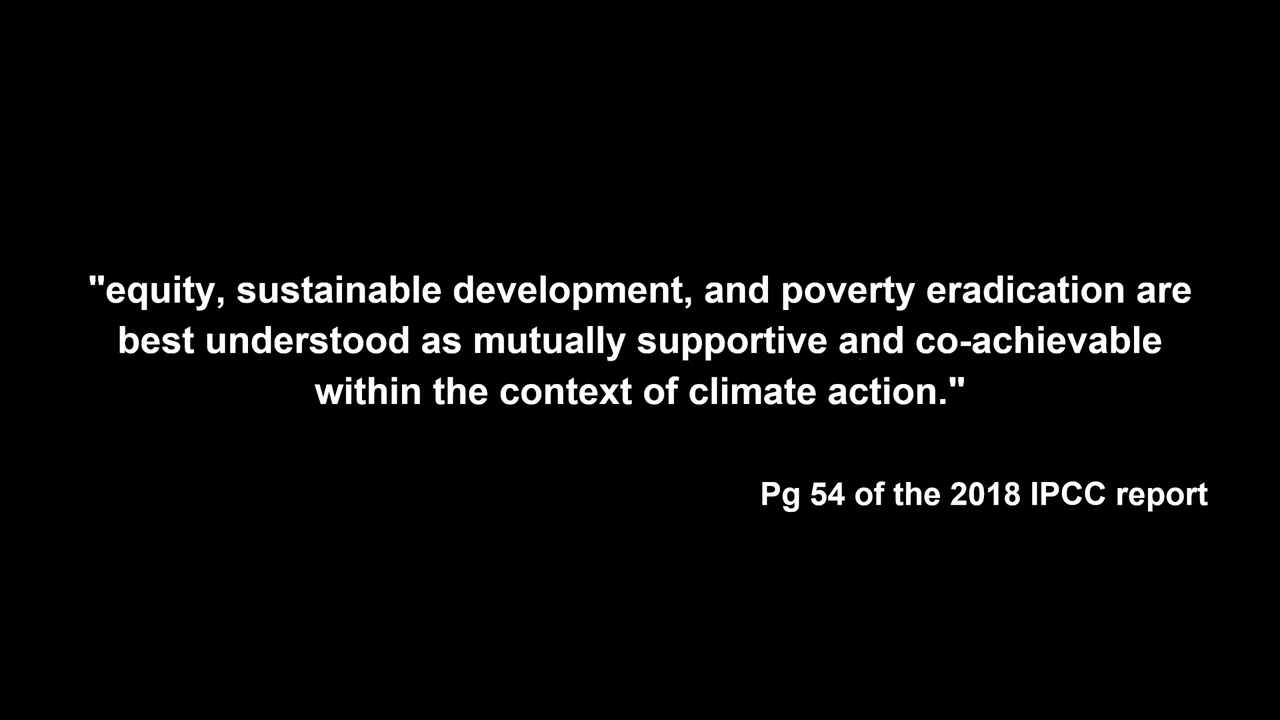 "equity, sustainable development, and poverty eradication are
best understood as mutually supportive and co-achievable
within the context of climate action."
Pg 54 of the 2018 IPCC report